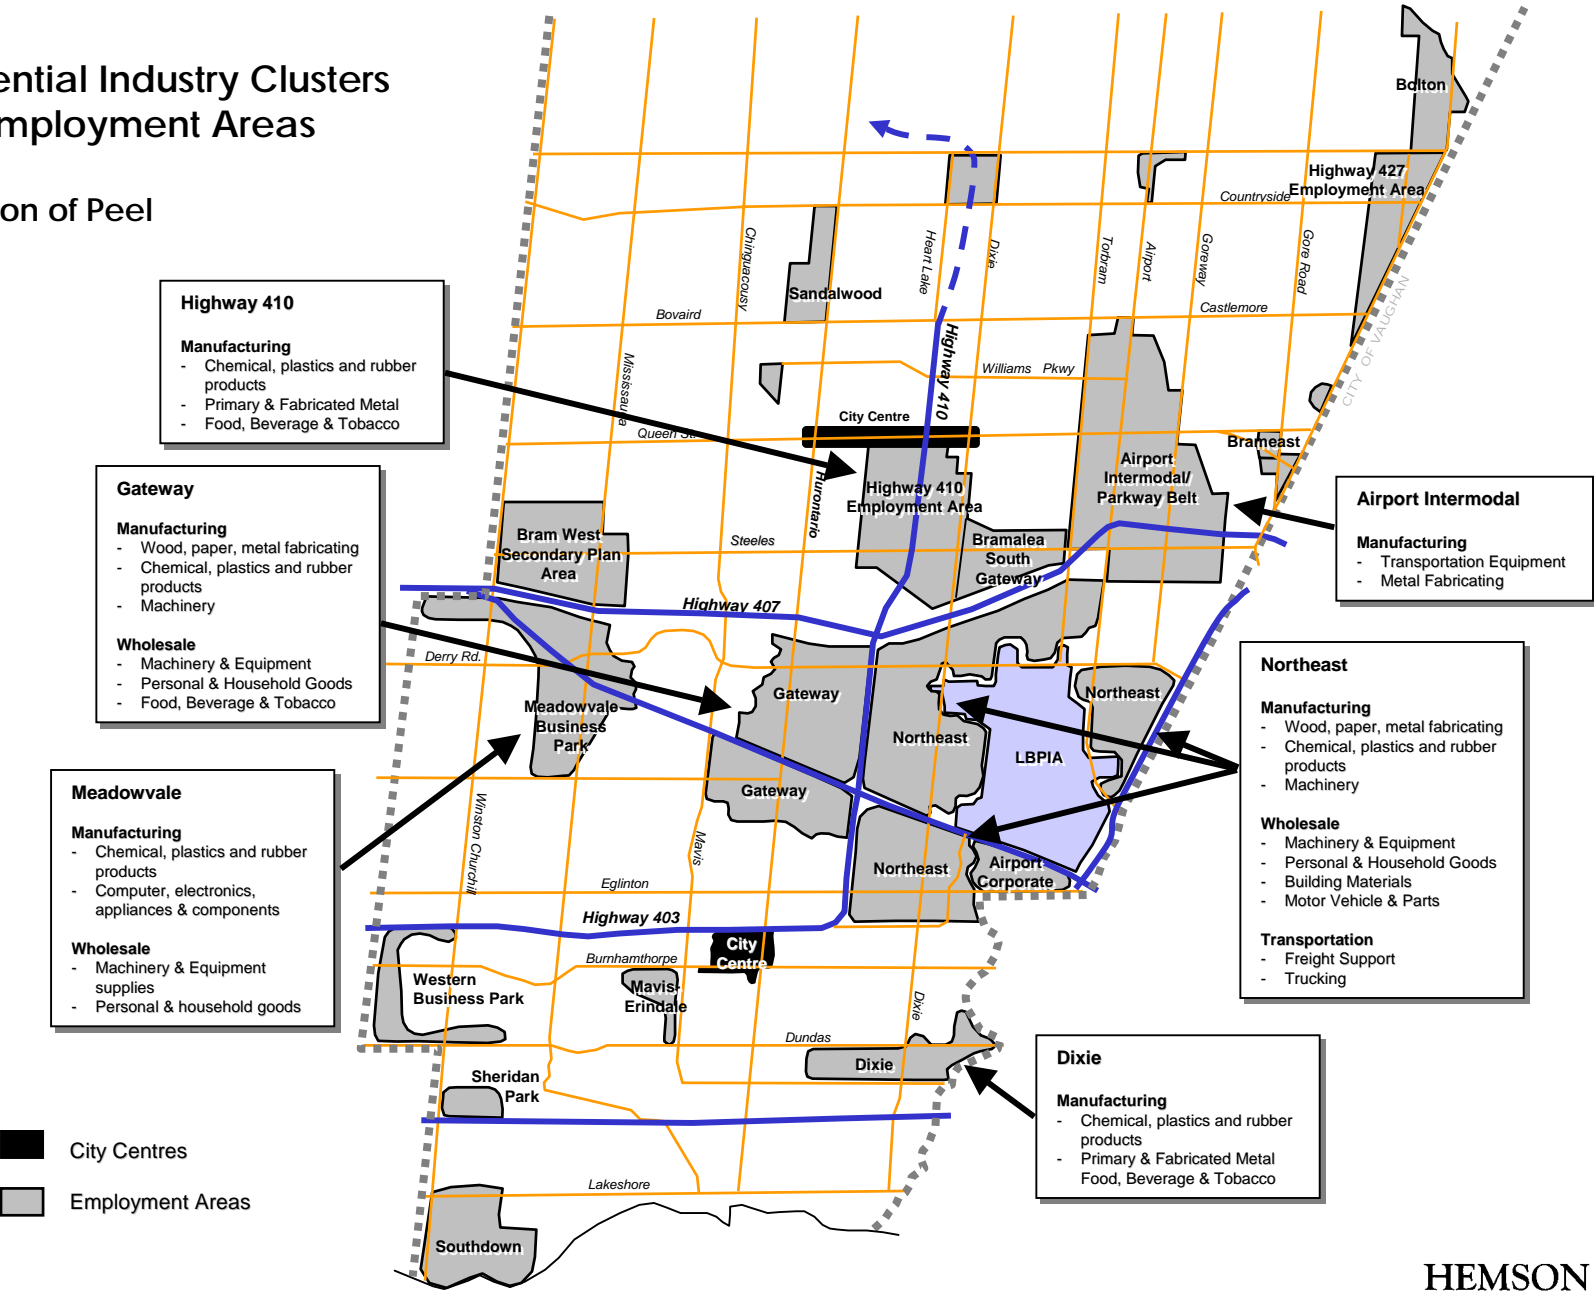 ential Industry Clusters
mployment Areas
on of Peel
Bolton
Highway 427
Employment Area
Countryside
Chinguacousy
Heart Lake
Dixie
Torbram
Airport
Goreway
Gore Road
Sandalwood
Bovaird
Castlemore
CITY OF VAUGHAN
Highway 410
Manufacturing
- Chemical, plastics and rubber
products
- Primary & Fabricated Metal
- Food, Beverage & Tobacco
Mississauga
Highway 410
Williams Pkwy
City Centre
Queen St.
Brameast
Hurontario
Highway 410
Employment Area
Airport
Intermodal/
Parkway Belt
Gateway
Manufacturing
- Wood, paper, metal fabricating
- Chemical, plastics and rubber
products
- Machinery
Wholesale
- Machinery & Equipment
- Personal & Household Goods
- Food, Beverage & Tobacco
Airport Intermodal
Manufacturing
- Transportation Equipment
- Metal Fabricating
Bram West
Secondary Plan
Area
Steeles
Bramalea
South
Gateway
Highway 407
Derry Rd.
Meadowvale
Business
Park
Gateway
Northeast
Northeast
LBPIA
Gateway
Northeast
Manufacturing
- Wood, paper, metal fabricating
- Chemical, plastics and rubber
products
- Machinery
Wholesale
- Machinery & Equipment
- Personal & Household Goods
- Building Materials
- Motor Vehicle & Parts
Transportation
- Freight Support
- Trucking
Meadowvale
Manufacturing
- Chemical, plastics and rubber
products
- Computer, electronics,
appliances & components
Wholesale
- Machinery & Equipment
supplies
- Personal & household goods
Winston Churchill
Mavis
Northeast
Airport
Corporate
Eglinton
Highway 403
City
Centre
Burnhamthorpe
Western
Business Park
Mavis-
Erindale
Dixie
Dundas
Dixie
Sheridan
Park
Dixie
Manufacturing
- Chemical, plastics and rubber
products
- Primary & Fabricated Metal
Food, Beverage & Tobacco
City Centres
Employment Areas
Lakeshore
Southdown
HEMSON